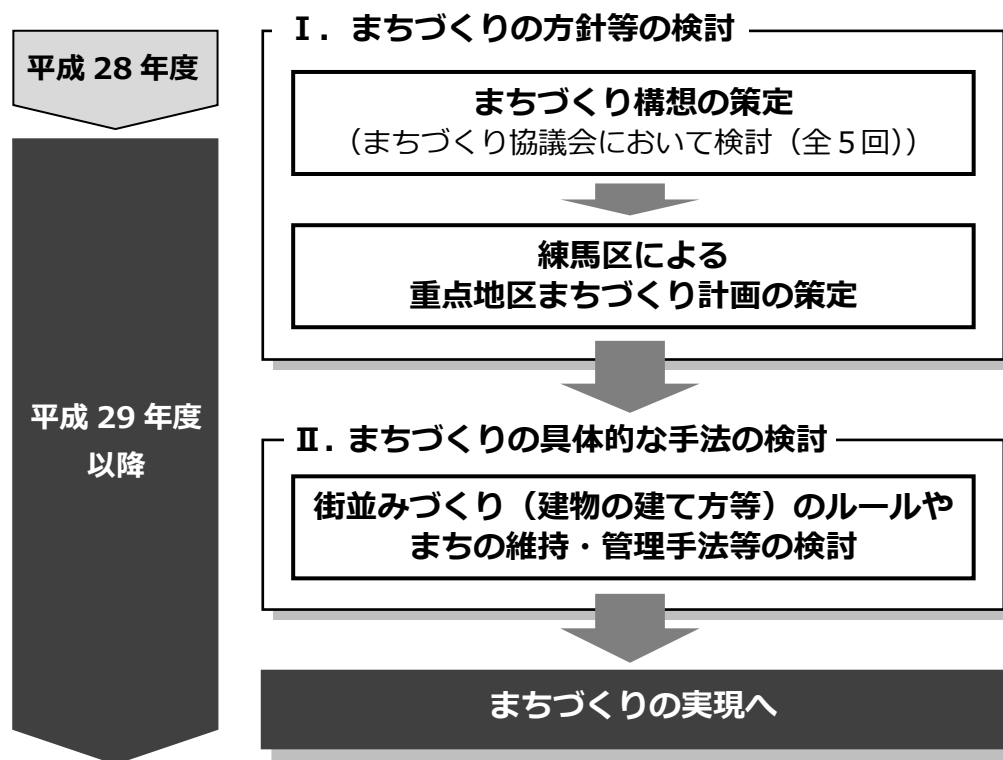 平成 28 年度
Ⅰ．まちづくりの方針等の検討
まちづくり構想の策定
（まちづくり協議会において検討（全５回））
練馬区による
重点地区まちづくり計画の策定
平成 29 年度
以降
Ⅱ．まちづくりの具体的な手法の検討
街並みづくり（建物の建て方等）のルールや
まちの維持・管理手法等の検討
まちづくりの実現へ